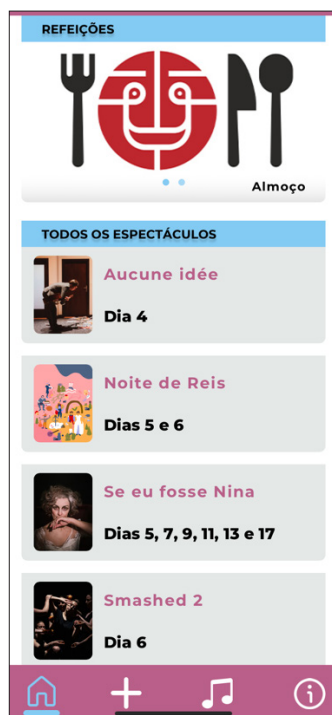 REFEIÇÕES
Almoço
TODOS OS ESPECTÁCULOS
Aucune idée
Dia 4
Noite de Reis
Dias 5 e 6
Se eu fosse Nina
Dias 5, 7, 9, 11, 13 e 17
Smashed 2
Dia 6